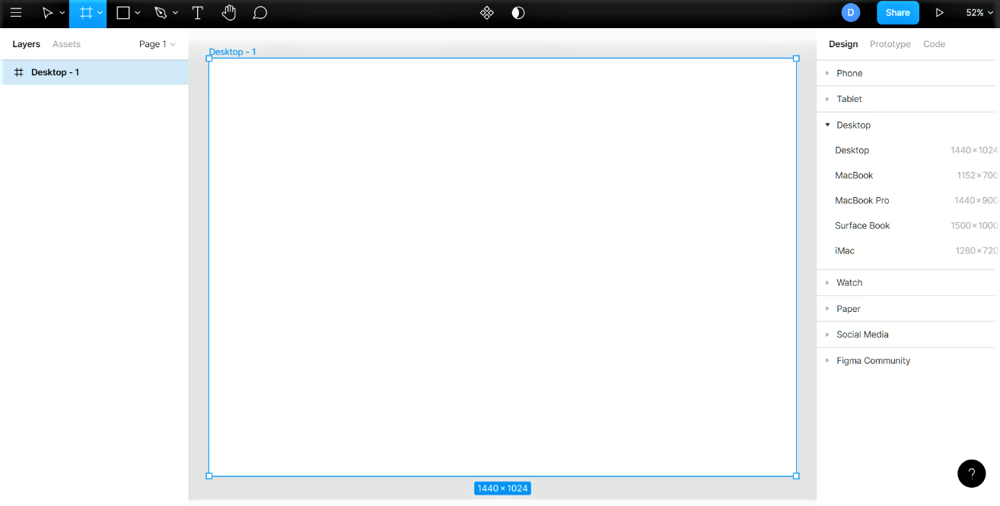 D
Share
52%
Layers
Assets
Page 1
Design
Prototype
Code
Desktop - 1
Desktop - 1
Phone
Tablet
Desktop
Desktop 1440×1024
MacBook 1152×700
MacBook Pro 1440×900
Surface Book 1500×1000
iMac 1280×720
Watch
Paper
Social Media
Figma Community
1440 × 1024
?